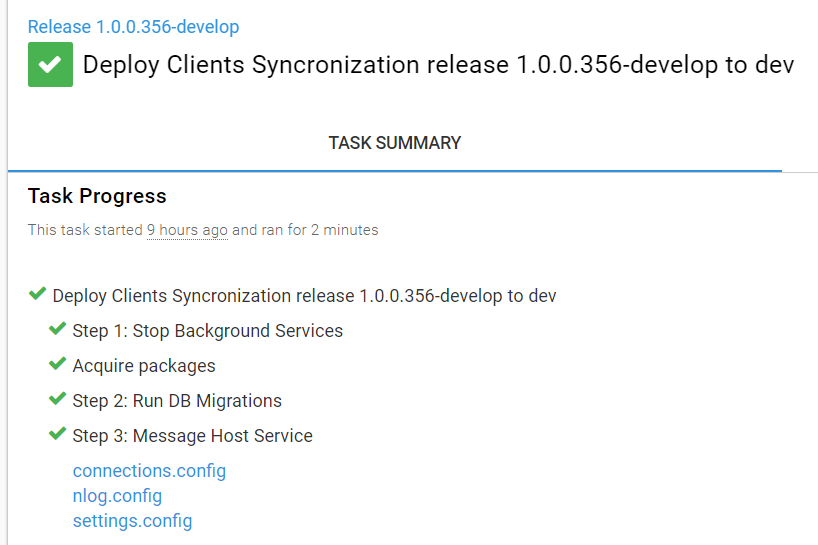 Release 1.0.0.356-develop
Deploy Clients Syncronization release 1.0.0.356-develop to dev
TASK SUMMARY
Task Progress
This task started 9 hours ago and ran for 2 minutes
Deploy Clients Syncronization release 1.0.0.356-develop to dev
Step 1: Stop Background Services
Acquire packages
Step 2: Run DB Migrations
Step 3: Message Host Service
connections.config
nlog.config
settings.config